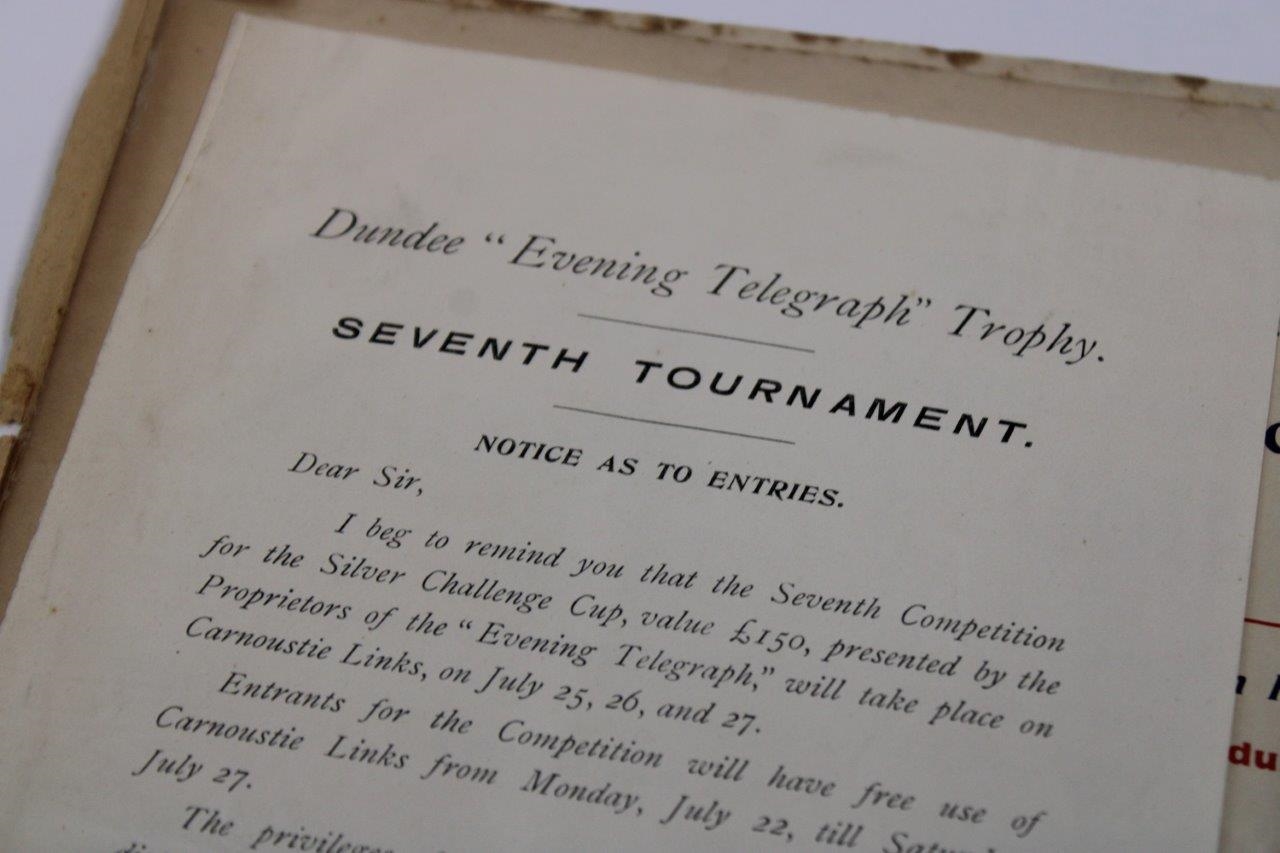 Dundee “Evening Telegraph” Trophy.
SEVENTH TOURNAMENT.
NOTICE AS TO ENTRIES.
Dear Sir,
I beg to remind you that the Seventh Competition
for the Silver Challenge Cup, value £150, presented by the
Proprietors of the “Evening Telegraph,” will take place on
Carnoustie Links, on July 25, 26, and 27.
Entrants for the Competition will have free use of
Carnoustie Links from Monday, July 22, till
July 27.
The privileges
du